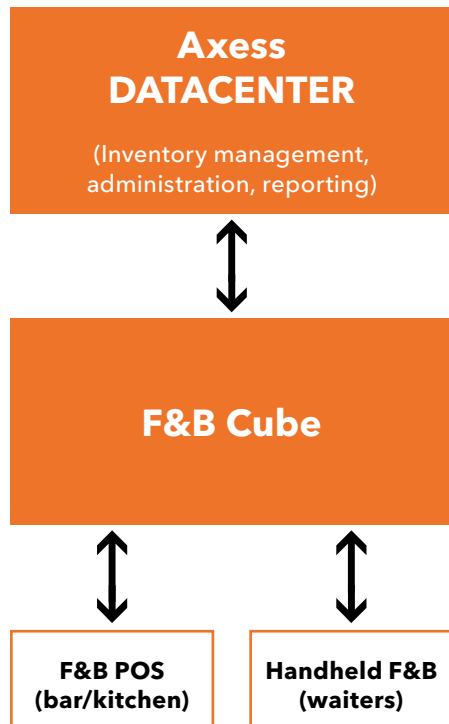 Axess
DATACENTER
(Inventory management,
administration, reporting)
F&B Cube
F&B POS
(bar/kitchen)
Handheld F&B
(waiters)